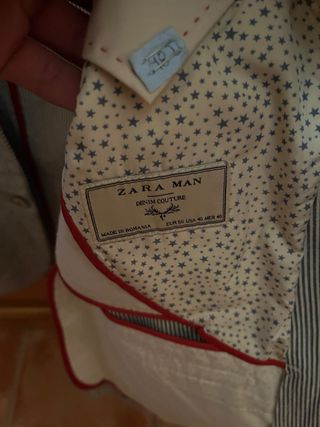 ZARA MAN
DENIM COUTURE
MADE IN ROMANIA
EUR 50 USA 40 MEX 40